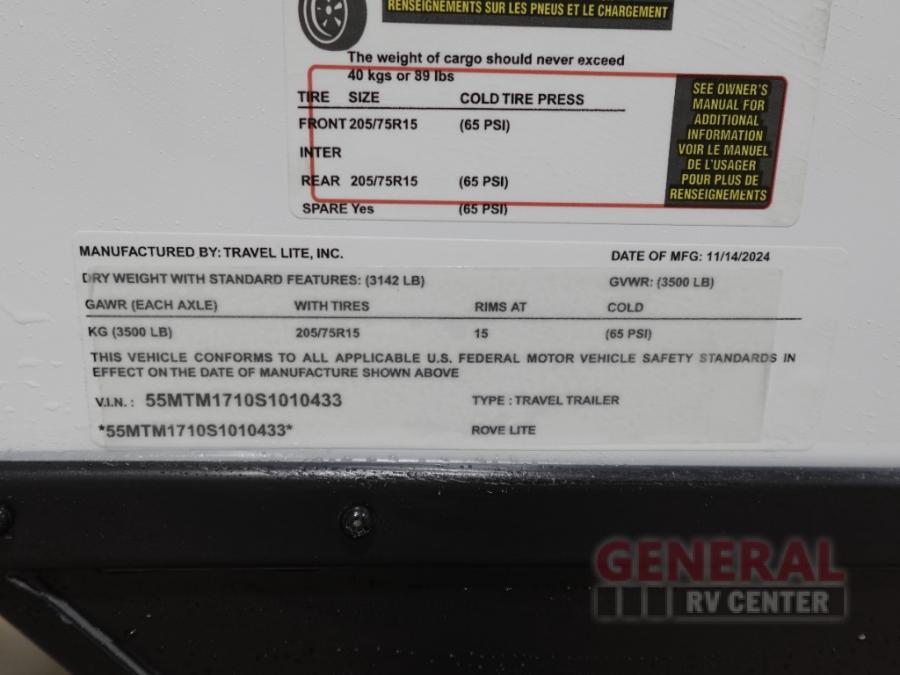 RENSEIGNEMENTS SUR LES PNEUS ET LE CHARGEMENT
The weight of cargo should never exceed
40 kgs or 89 lbs
TIRE SIZE COLD TIRE PRESS
FRONT 205/75R15 (65 PSI)
INTER
REAR 205/75R15 (65 PSI)
SPARE Yes (65 PSI)
SEE OWNER'S
MANUAL FOR
ADDITIONAL
INFORMATION
VOIR LE MANUEL
DE L'USAGER
POUR PLUS DE
RENSEIGNEMENTS
MANUFACTURED BY: TRAVEL LITE, INC. DATE OF MFG: 11/14/2024
DRY WEIGHT WITH STANDARD FEATURES: (3142 LB) GVWR: (3500 LB)
GAWR (EACH AXLE) WITH TIRES RIMS AT COLD
KG (3500 LB) 205/75R15 15 (65 PSI)
THIS VEHICLE CONFORMS TO ALL APPLICABLE U.S. FEDERAL MOTOR VEHICLE SAFETY STANDARDS IN
EFFECT ON THE DATE OF MANUFACTURE SHOWN ABOVE
V.I.N. : 55MTM1710S1010433 TYPE : TRAVEL TRAILER
*55MTM1710S1010433* ROVE LITE
GENERAL
RV CENTER